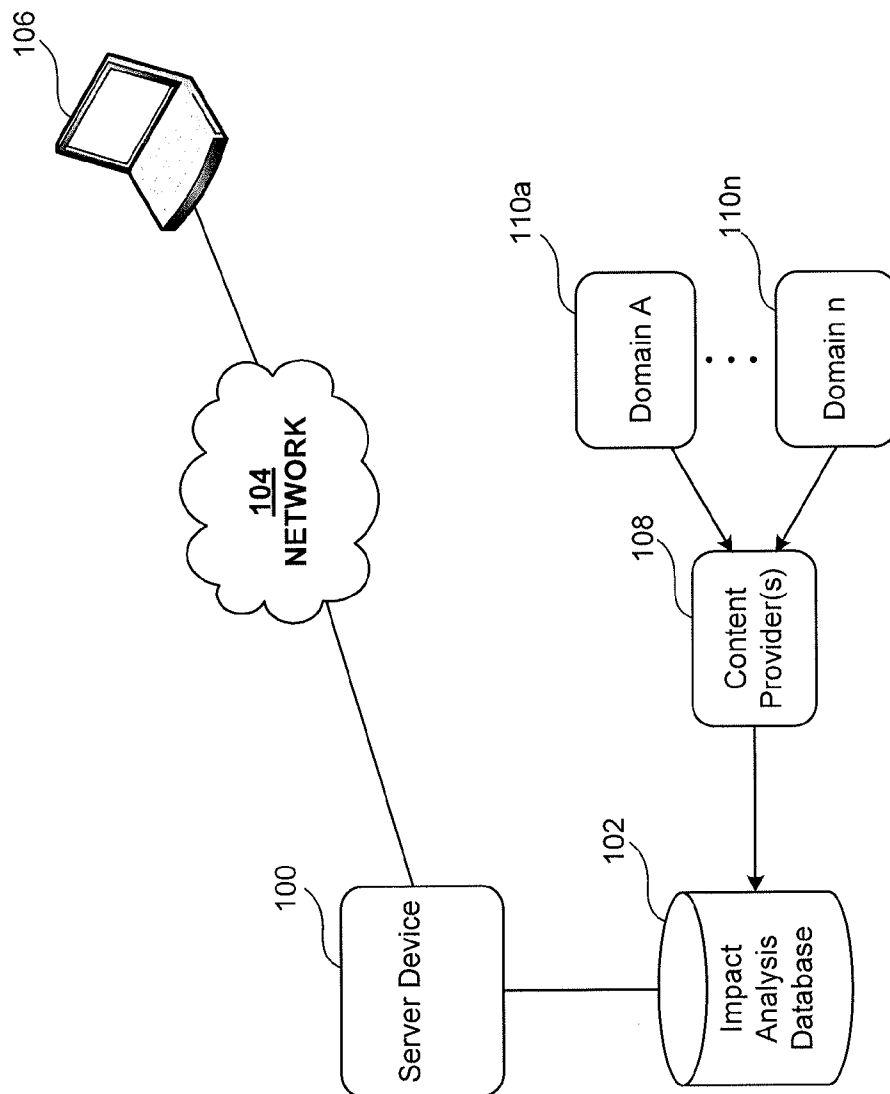 100
Server Device
104
NETWORK
106
102
Impact
Analysis
Database
108
Content
Provider(s)
110a
Domain A
• • •
110n
Domain n